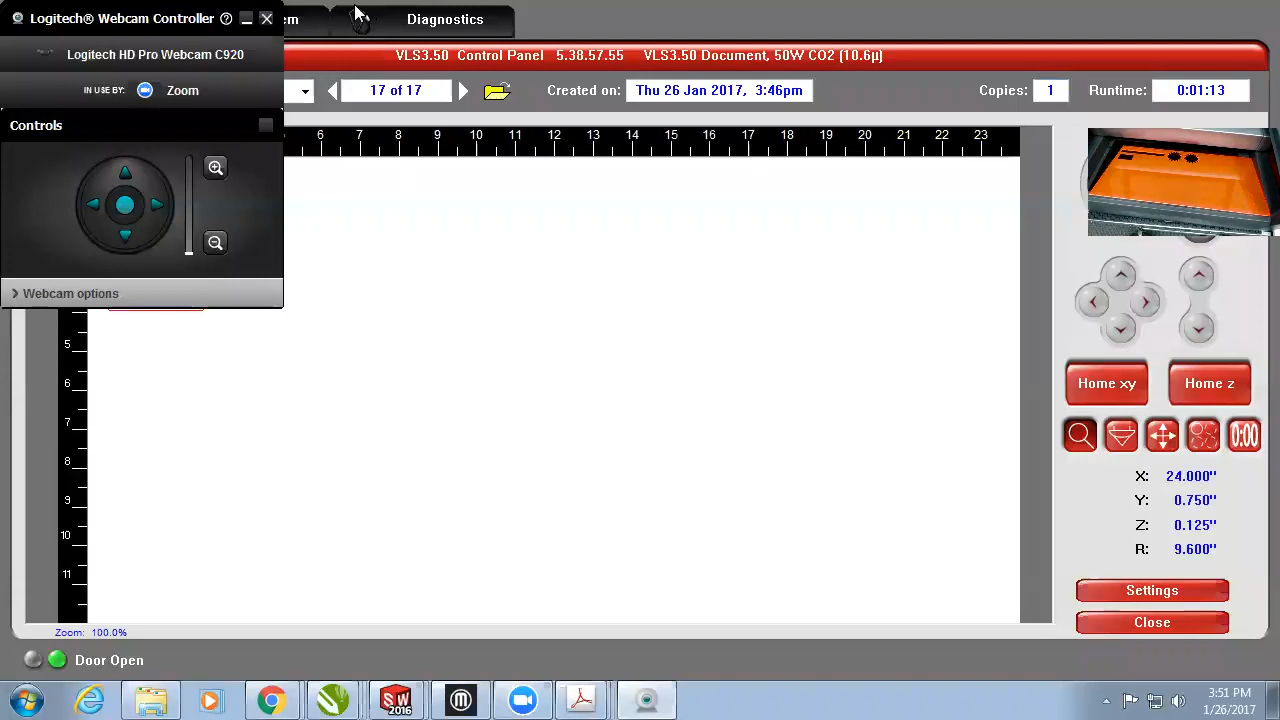 Logitech® Webcam Controller
em
Diagnostics
Logitech HD Pro Webcam C920
VLS3.50 Control Panel 5.38.57.55 VLS3.50 Document, 50W CO2 (10.6µ)
IN USE BY: Zoom
17 of 17
Created on: Thu 26 Jan 2017, 3:46pm
Copies: 1
Runtime: 0:01:13
Controls
6 7 8 9 10 11 12 13 14 15 16 17 18 19 20 21 22 23
Webcam options
5
6
7
8
9
10
11
Home xy
Home z
0:00
X: 24.000"
Y: 0.750"
Z: 0.125"
R: 9.600"
Settings
Close
Zoom: 100.0%
Door Open
SW
2016
3:51 PM
1/26/2017